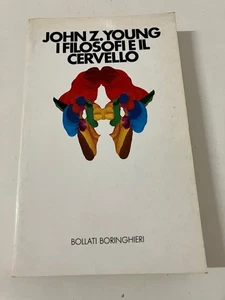 JOHN Z. YOUNG
I FILOSOFI E IL
CERVELLO
BOLLATI BORINGHIERI